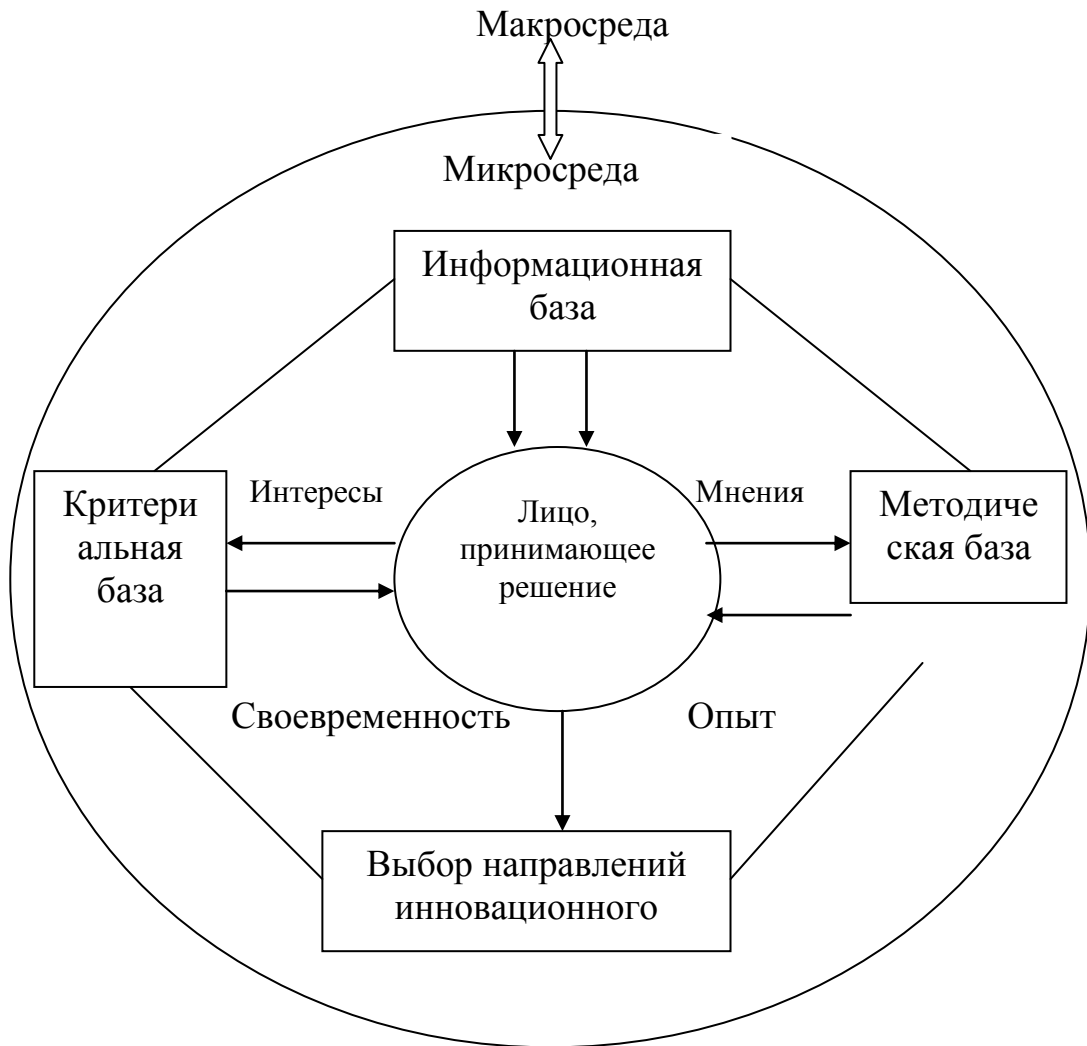 Макросреда
Микросреда
Информационная
база
Интересы
Мнения
Критери
альная
база
Лицо,
принимающее
решение
Методиче
ская база
Своевременность
Опыт
Выбор направлений
инновационного